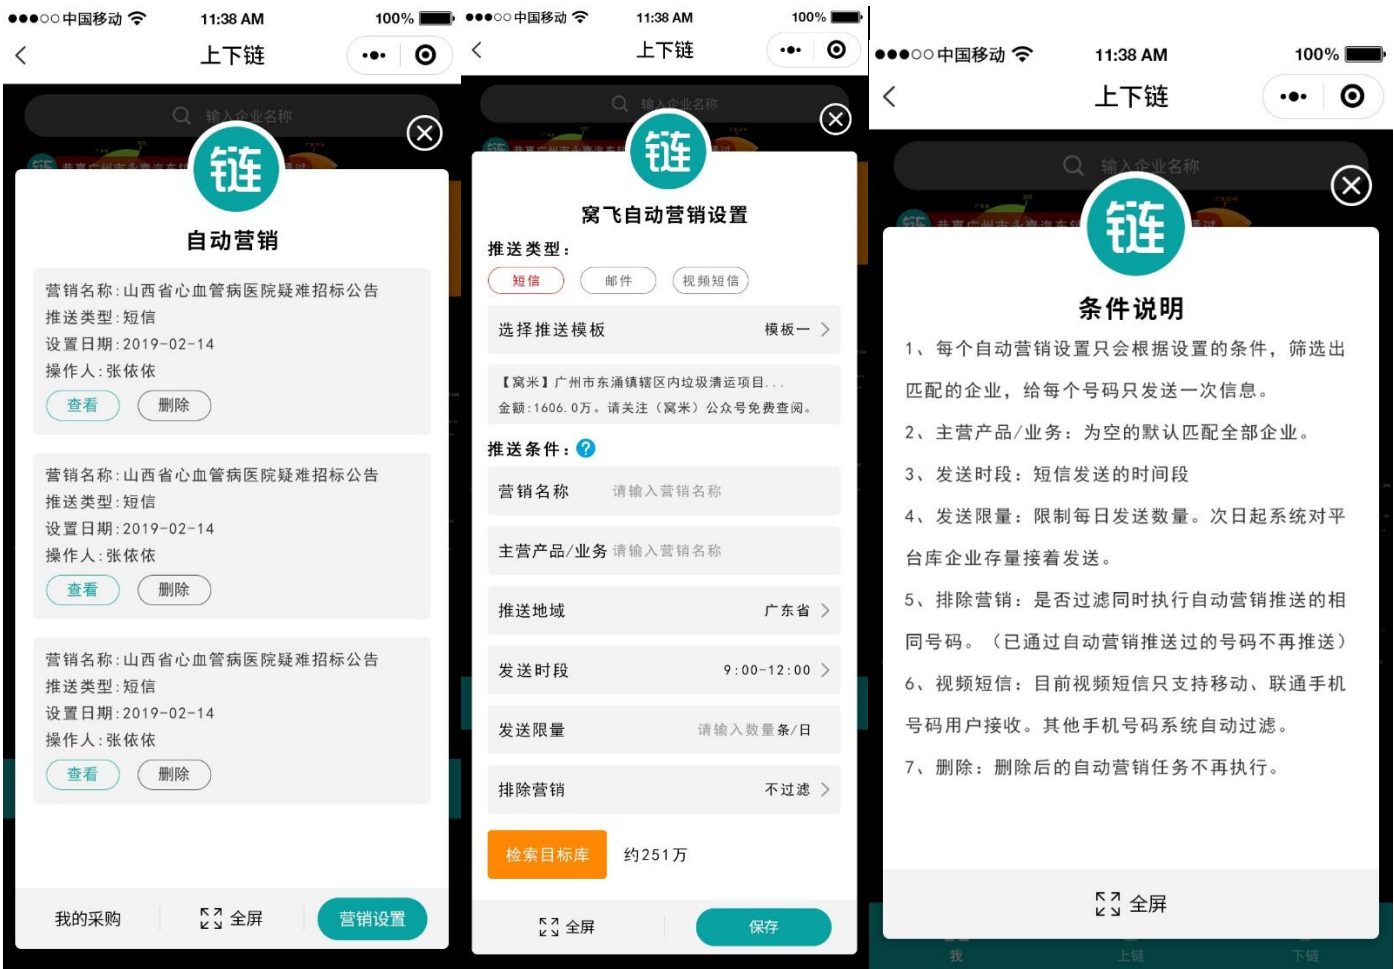 中国移动 11:38 AM 100%
上下链
输入企业名称
链
自动营销
营销名称:山西省心血管病医院疑难招标公告
推送类型:短信
设置日期:2019-02-14
操作人:张依依
查看 删除
营销名称:山西省心血管病医院疑难招标公告
推送类型:短信
设置日期:2019-02-14
操作人:张依依
查看 删除
营销名称:山西省心血管病医院疑难招标公告
推送类型:短信
设置日期:2019-02-14
操作人:张依依
查看 删除
我的采购 全屏 营销设置
中国移动 11:38 AM 100%
上下链
输入企业名称
链
窝飞自动营销设置
推送类型:
短信 邮件 视频短信
选择推送模板 模板一
【窝米】广州市东涌镇辖区内垃圾清运项目...
金额:1606.0万。请关注（窝米）公众号免费查阅。
推送条件: ?
营销名称 请输入营销名称
主营产品/业务 请输入营销名称
推送地域 广东省
发送时段 9:00-12:00
发送限量 请输入数量条/日
排除营销 不过滤
检索目标库 约251万
全屏 保存
中国移动 11:38 AM 100%
上下链
输入企业名称
链
条件说明
1、每个自动营销设置只会根据设置的条件，筛选出
匹配的企业，给每个号码只发送一次信息。
2、主营产品/业务：为空的默认匹配全部企业。
3、发送时段：短信发送的时间段
4、发送限量：限制每日发送数量。次日起系统对平
台库企业存量接着发送。
5、排除营销：是否过滤同时执行自动营销推送的相
同号码。（已通过自动营销推送过的号码不再推送）
6、视频短信：目前视频短信只支持移动、联通手机
号码用户接收。其他手机号码系统自动过滤。
7、删除：删除后的自动营销任务不再执行。
全屏
我 上链 下链